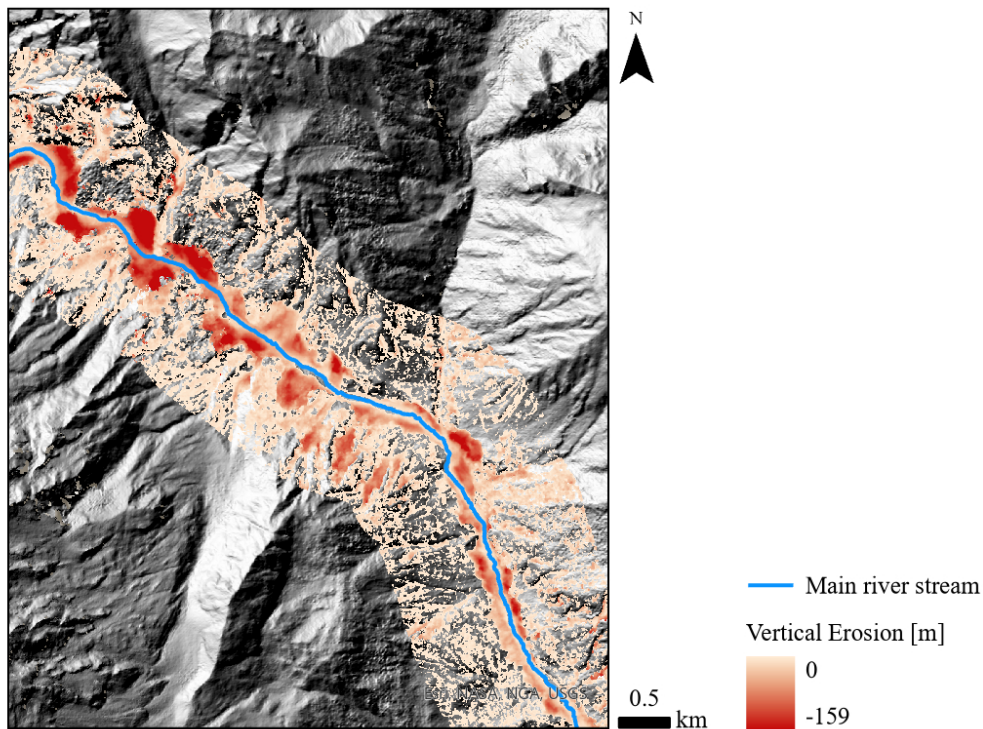 N
Main river stream
Vertical Erosion [m]
0
-159
0.5
km
Esri, NASA, NGA, USGS